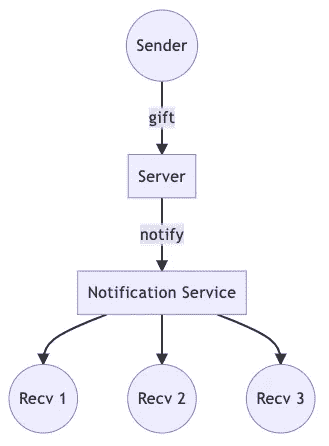 Sender
gift
Server
notify
Notification Service
Recv 1
Recv 2
Recv 3